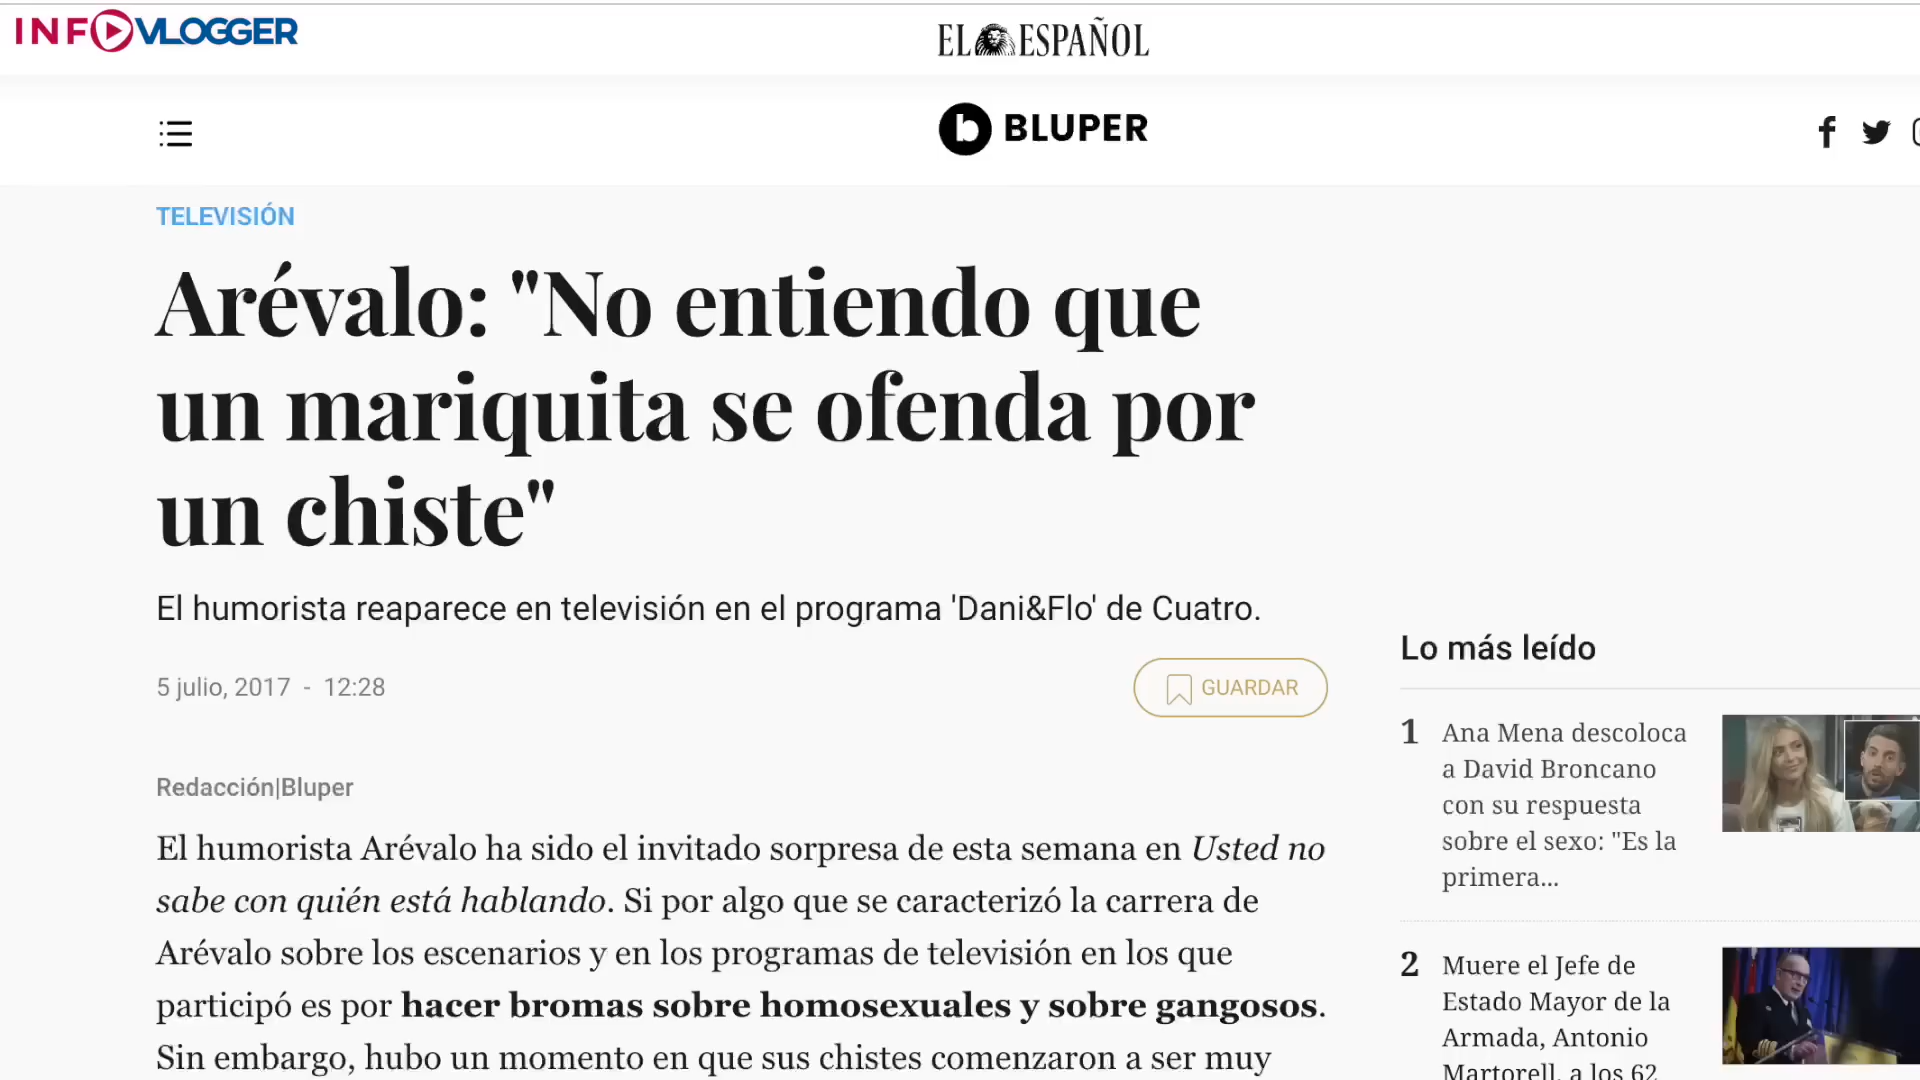 INFOVLOGGER
EL ESPAÑOL
BLUPER
TELEVISIÓN
Arévalo: "No entiendo que
un mariquita se ofenda por
un chiste"
El humorista reaparece en televisión en el programa 'Dani&Flo' de Cuatro.
5 julio, 2017 - 12:28
GUARDAR
Redacción|Bluper
El humorista Arévalo ha sido el invitado sorpresa de esta semana en Usted no
sabe con quién está hablando. Si por algo que se caracterizó la carrera de
Arévalo sobre los escenarios y en los programas de televisión en los que
participó es por hacer bromas sobre homosexuales y sobre gangosos.
Sin embargo, hubo un momento en que sus chistes comenzaron a ser muy
Lo más leído
1
Ana Mena descoloca
a David Broncano
con su respuesta
sobre el sexo: "Es la
primera...
2
Muere el Jefe de
Estado Mayor de la
Armada, Antonio
Martorell, a los 62